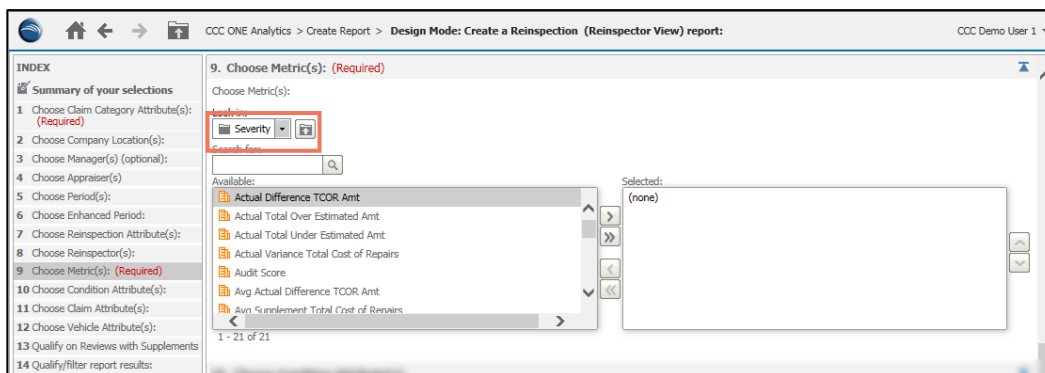 CCC ONE Analytics > Create Report > Design Mode: Create a Reinspection (Reinspector View) report:
CCC Demo User 1
INDEX
Summary of your selections
1 Choose Claim Category Attribute(s):
(Required)
2 Choose Company Location(s):
3 Choose Manager(s) (optional):
4 Choose Appraiser(s)
5 Choose Period(s):
6 Choose Enhanced Period:
7 Choose Reinspection Attribute(s):
8 Choose Reinspector(s):
9 Choose Metric(s): (Required)
10 Choose Condition Attribute(s):
11 Choose Claim Attribute(s):
12 Choose Vehicle Attribute(s):
13 Qualify on Reviews with Supplements
14 Qualify/filter report results:
9. Choose Metric(s): (Required)
Choose Metric(s):
Look in:
Severity
Search for:
Available:
Actual Difference TCOR Amt
Actual Total Over Estimated Amt
Actual Total Under Estimated Amt
Actual Variance Total Cost of Repairs
Audit Score
Avg Actual Difference TCOR Amt
Avg Supplement Total Cost of Repairs
1 - 21 of 21
Selected:
(none)